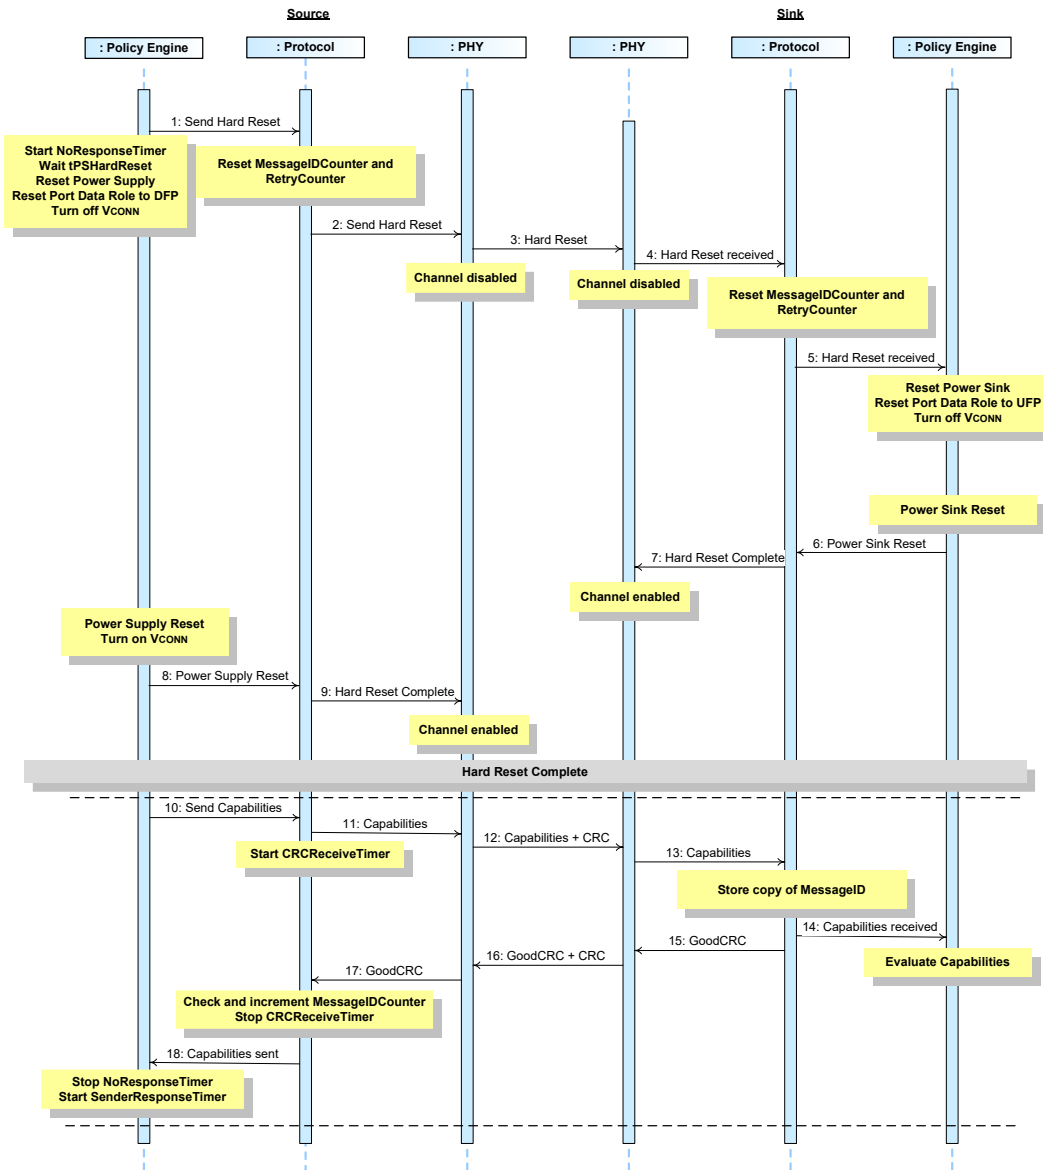 Source
Sink
: Policy Engine
: Protocol
: PHY
: PHY
: Protocol
: Policy Engine
1: Send Hard Reset
Start NoResponseTimer
Wait tPSHardReset
Reset Power Supply
Reset Port Data Role to DFP
Turn off VCONN
Reset MessageIDCounter and
RetryCounter
2: Send Hard Reset
3: Hard Reset
4: Hard Reset received
Channel disabled
Channel disabled
Reset MessageIDCounter and
RetryCounter
5: Hard Reset received
Reset Power Sink
Reset Port Data Role to UFP
Turn off VCONN
Power Sink Reset
6: Power Sink Reset
7: Hard Reset Complete
Channel enabled
Power Supply Reset
Turn on VCONN
8: Power Supply Reset
9: Hard Reset Complete
Channel enabled
Hard Reset Complete
10: Send Capabilities
11: Capabilities
12: Capabilities + CRC
Start CRCReceiveTimer
13: Capabilities
Store copy of MessageID
14: Capabilities received
15: GoodCRC
16: GoodCRC + CRC
Evaluate Capabilities
17: GoodCRC
Check and increment MessageIDCounter
Stop CRCReceiveTimer
18: Capabilities sent
Stop NoResponseTimer
Start SenderResponseTimer